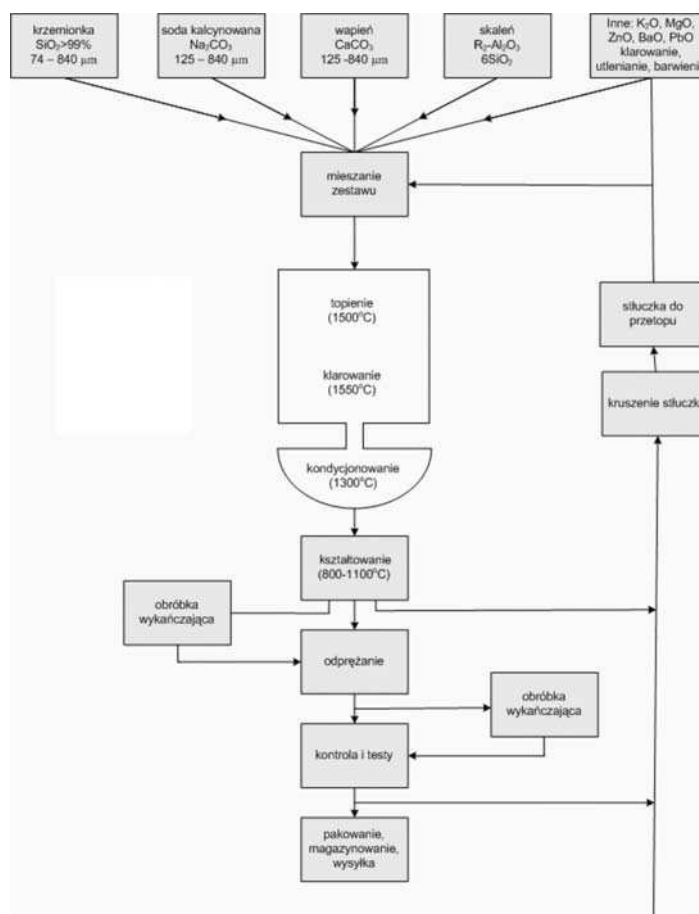 krzemionka
SiO₂>99%
74 – 840 μm
soda kalcynowana
Na₂CO₃
125 – 840 μm
wapień
CaCO₃
125 -840 μm
skaleń
R₂-Al₂O₃
6SiO₂
Inne: K₂O, MgO,
ZnO, BaO, PbO
klarowanie,
utlenianie, barwieni
mieszanie
zestawu
topienie
(1500°C)
stłuczka do
przetopu
klarowanie
(1550°C)
kruszenie stłuczk
kondycjonowanie
(1300°C)
kształtowanie
(800-1100°C)
obróbka
wykańczająca
odprężanie
obróbka
wykańczająca
kontrola i testy
pakowanie,
magazynowanie,
wysyłka